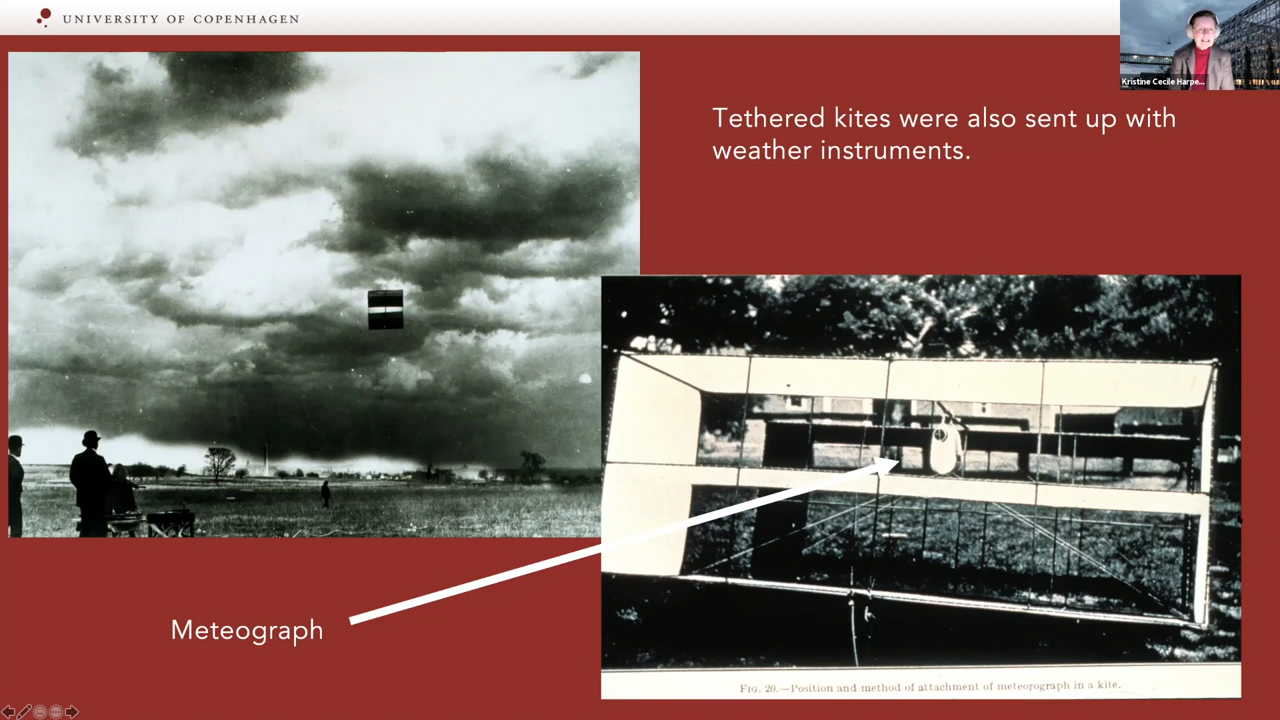 UNIVERSITY OF COPENHAGEN
Kristine Cecile Harpe...
Tethered kites were also sent up with
weather instruments.
Meteograph
FIG. 20.—Position and method of attachment of meteorograph in a kite.